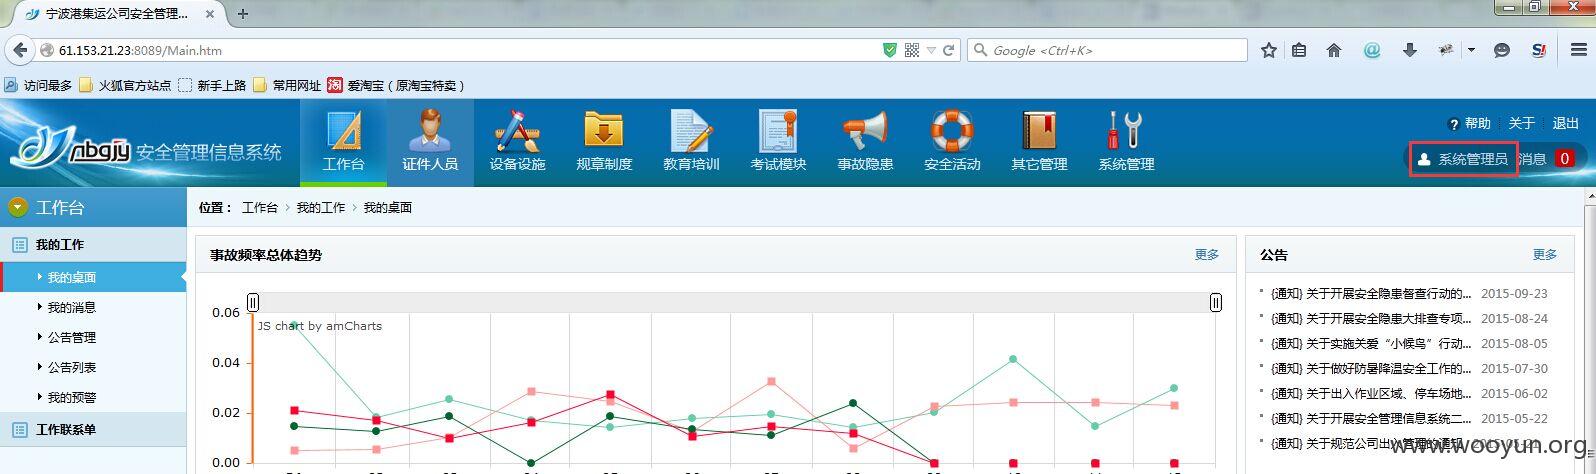 宁波港集运公司安全管理...
61.153.21.23:8089/Main.htm
Google <Ctrl+K>
访问最多 火狐官方站点 新手上路 常用网址 爱淘宝（原淘宝特卖）
nbgjy 安全管理信息系统
工作台 证件人员 设备设施 规章制度 教育培训 考试模块 事故隐患 安全活动 其它管理 系统管理
帮助 关于 退出
系统管理员 消息 0
工作台
位置： 工作台 > 我的工作 > 我的桌面
我的工作
我的桌面
我的消息
公告管理
公告列表
我的预警
工作联系单
事故频率总体趋势 更多
JS chart by amCharts
0.06
0.04
0.02
0.00
公告 更多
{通知} 关于开展安全隐患督查行动的... 2015-09-23
{通知} 关于开展安全隐患大排查专项... 2015-08-24
{通知} 关于实施关爱“小候鸟”行动... 2015-08-05
{通知} 关于做好防暑降温安全工作的... 2015-07-30
{通知} 关于出入作业区域、停车场地... 2015-06-02
{通知} 关于开展安全管理信息系统二... 2015-05-22
{通知} 关于规范公司出入管理的通知 2015-05-21
www.wooyun.org